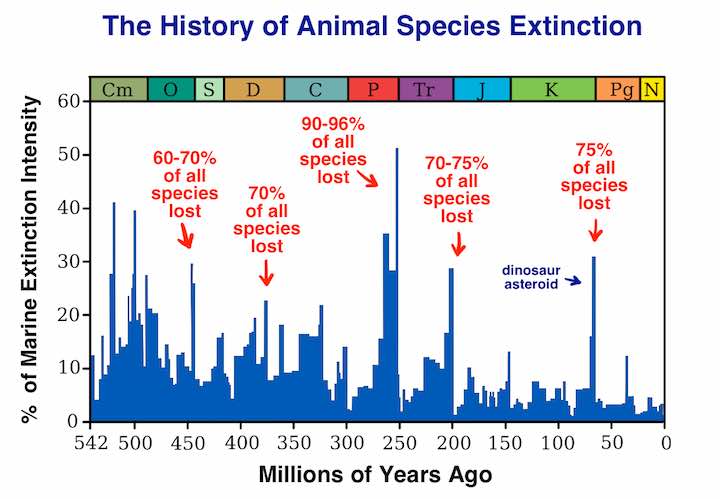 The History of Animal Species Extinction
Cm O S D C P Tr J K Pg N
% of Marine Extinction Intensity
60
50
40
30
20
10
0
60-70%
of all
species
lost
70%
of all
species
lost
90-96%
of all
species
lost
70-75%
of all
species
lost
75%
of all
species
lost
dinosaur
asteroid
542 500 450 400 350 300 250 200 150 100 50 0
Millions of Years Ago